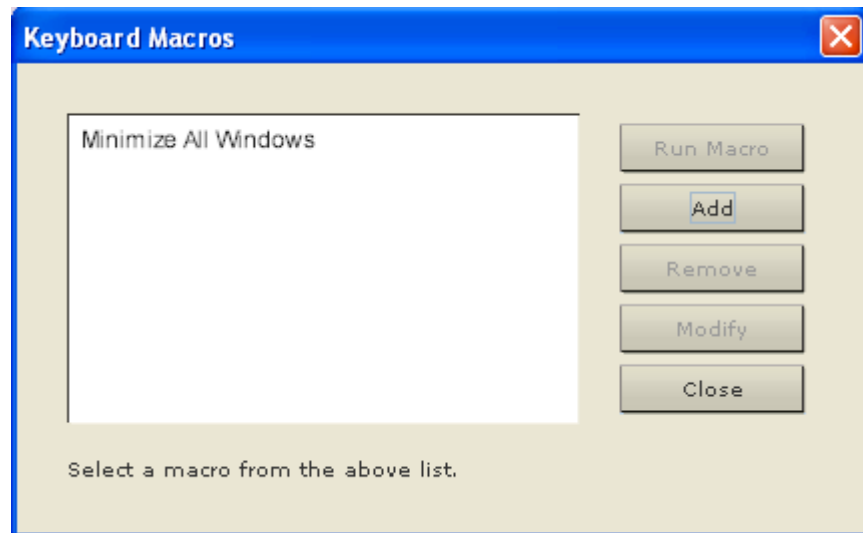 Keyboard Macros
Minimize All Windows
Run Macro
Add
Remove
Modify
Close
Select a macro from the above list.